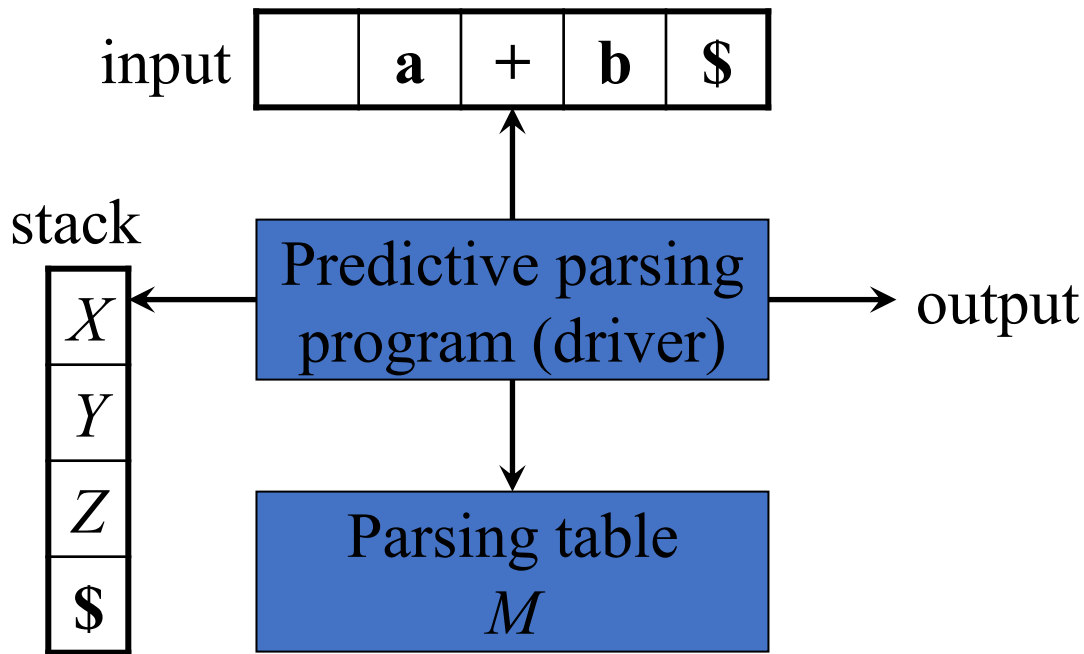 input a + b $
stack
Predictive parsing
program (driver)
output
X
Y
Z
$
Parsing table
M